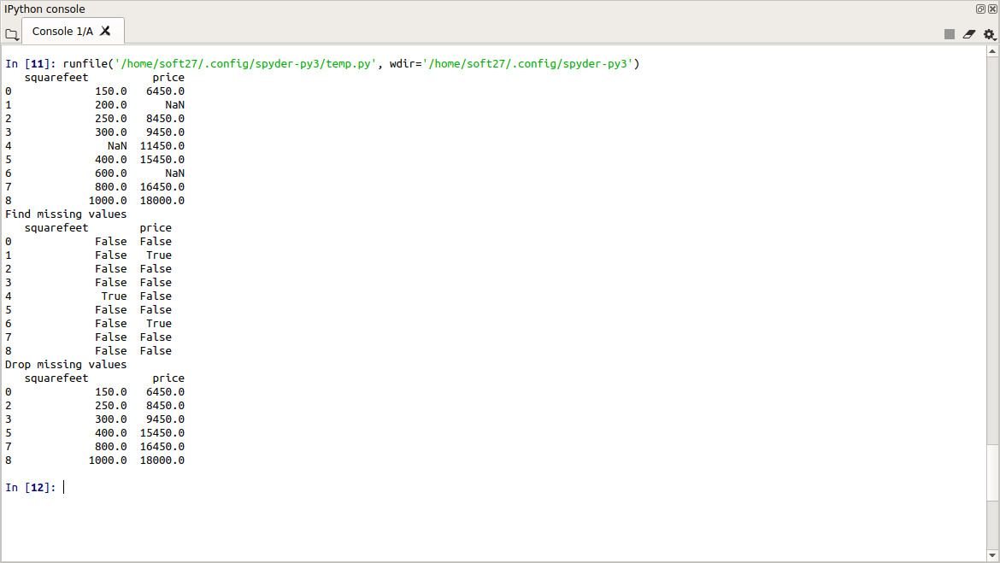 IPython console
Console 1/A
In [11]: runfile('/home/soft27/.config/spyder-py3/temp.py', wdir='/home/soft27/.config/spyder-py3')
squarefeet price
0 150.0 6450.0
1 200.0 NaN
2 250.0 8450.0
3 300.0 9450.0
4 NaN 11450.0
5 400.0 15450.0
6 600.0 NaN
7 800.0 16450.0
8 1000.0 18000.0
Find missing values
squarefeet price
0 False False
1 False True
2 False False
3 False False
4 True False
5 False False
6 False True
7 False False
8 False False
Drop missing values
squarefeet price
0 150.0 6450.0
2 250.0 8450.0
3 300.0 9450.0
5 400.0 15450.0
7 800.0 16450.0
8 1000.0 18000.0
In [12]: